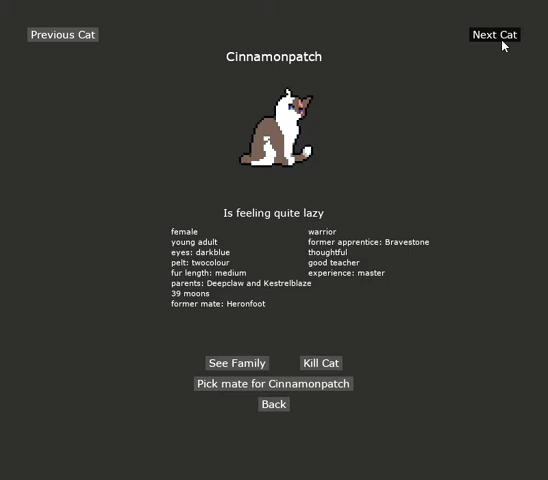 Previous Cat
Next Cat
Cinnamonpatch
Is feeling quite lazy
female
young adult
eyes: darkblue
pelt: twocolour
fur length: medium
parents: Deepclaw and Kestrelblaze
39 moons
former mate: Heronfoot
warrior
former apprentice: Bravestone
thoughtful
good teacher
experience: master
See Family
Kill Cat
Pick mate for Cinnamonpatch
Back